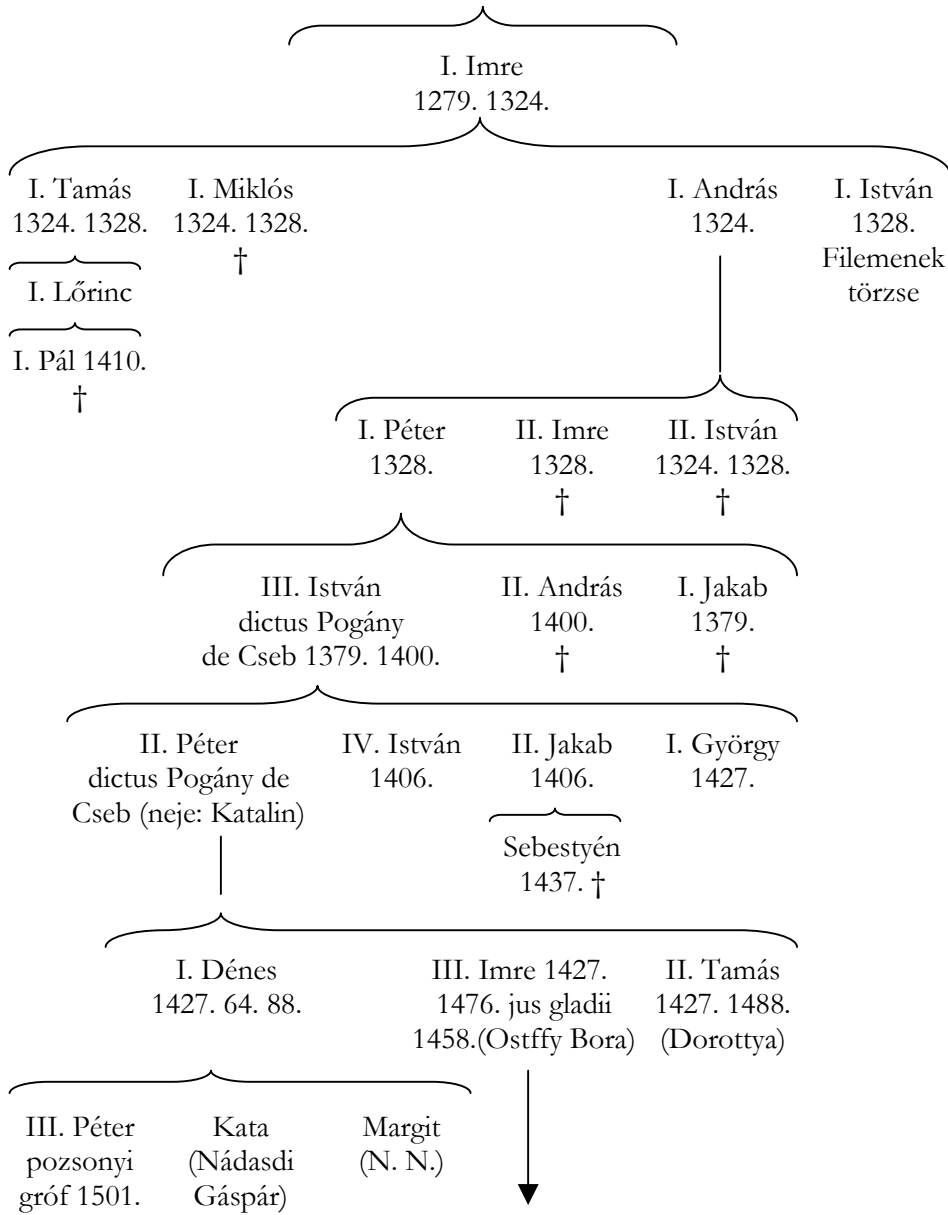 I. Imre
1279. 1324.
I. Tamás
1324. 1328.
I. Miklós
1324. 1328.
†
I. András
1324.
I. István
1328.
Filemenek
törzse
I. Lőrinc
I. Pál 1410.
†
I. Péter
1328.
II. Imre
1328.
†
II. István
1324. 1328.
†
III. István
dictus Pogány
de Cseb 1379. 1400.
II. András
1400.
†
I. Jakab
1379.
†
II. Péter
dictus Pogány de
Cseb (neje: Katalin)
IV. István
1406.
II. Jakab
1406.
I. György
1427.
Sebestyén
1437. †
I. Dénes
1427. 64. 88.
III. Imre 1427.
1476. jus gladii
1458.(Ostffy Bora)
II. Tamás
1427. 1488.
(Dorottya)
III. Péter
pozsonyi
gróf 1501.
Kata
(Nádasdi
Gáspár)
Margit
(N. N.)